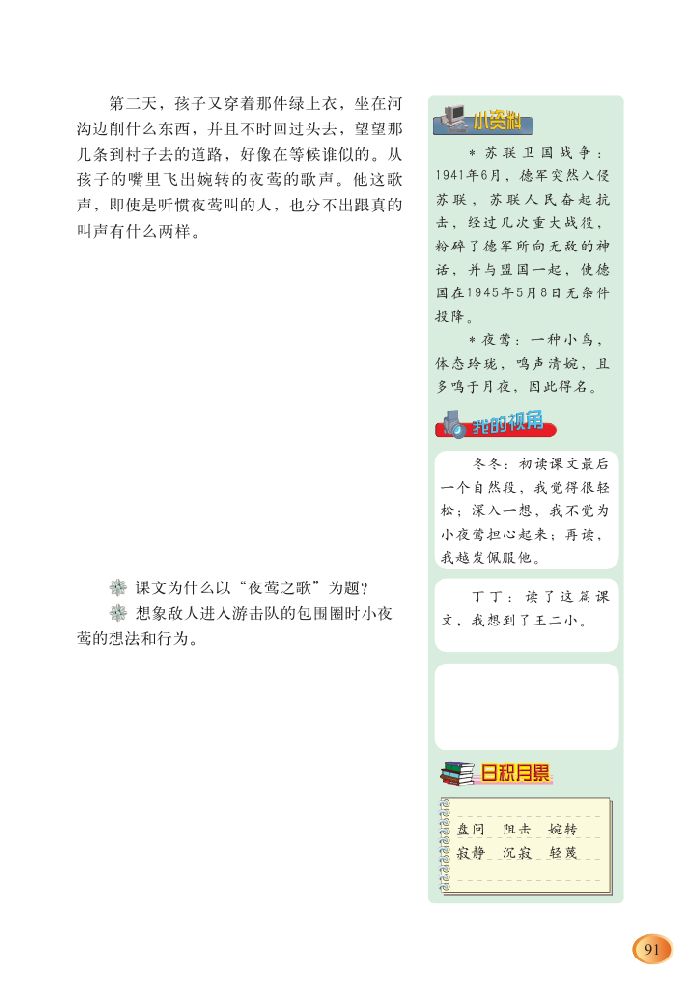 第二天，孩子又穿着那件绿上衣，坐在河
沟边削什么东西，并且不时回过头去，望望那
几条到村子去的道路，好像在等候谁似的。从
孩子的嘴里飞出婉转的夜莺的歌声。他这歌
声，即使是听惯夜莺叫的人，也分不出跟真的
叫声有什么两样。
课文为什么以“夜莺之歌”为题？
想象敌人进入游击队的包围圈时小夜
莺的想法和行为。
小资料
* 苏联卫国战争：
1941年6月，德军突然入侵
苏联，苏联人民奋起抗
击，经过几次重大战役，
粉碎了德军所向无敌的神
话，并与盟国一起，使德
国在1945年5月8日无条件
投降。
* 夜莺：一种小鸟，
体态玲珑，鸣声清婉，且
多鸣于月夜，因此得名。
我的视角
冬冬：初读课文最后
一个自然段，我觉得很轻
松；深入一想，我不觉为
小夜莺担心起来；再读，
我越发佩服他。
丁丁：读了这篇课
文，我想到了王二小。
日积月累
盘问 阻击 婉转
寂静 沉寂 轻蔑
91